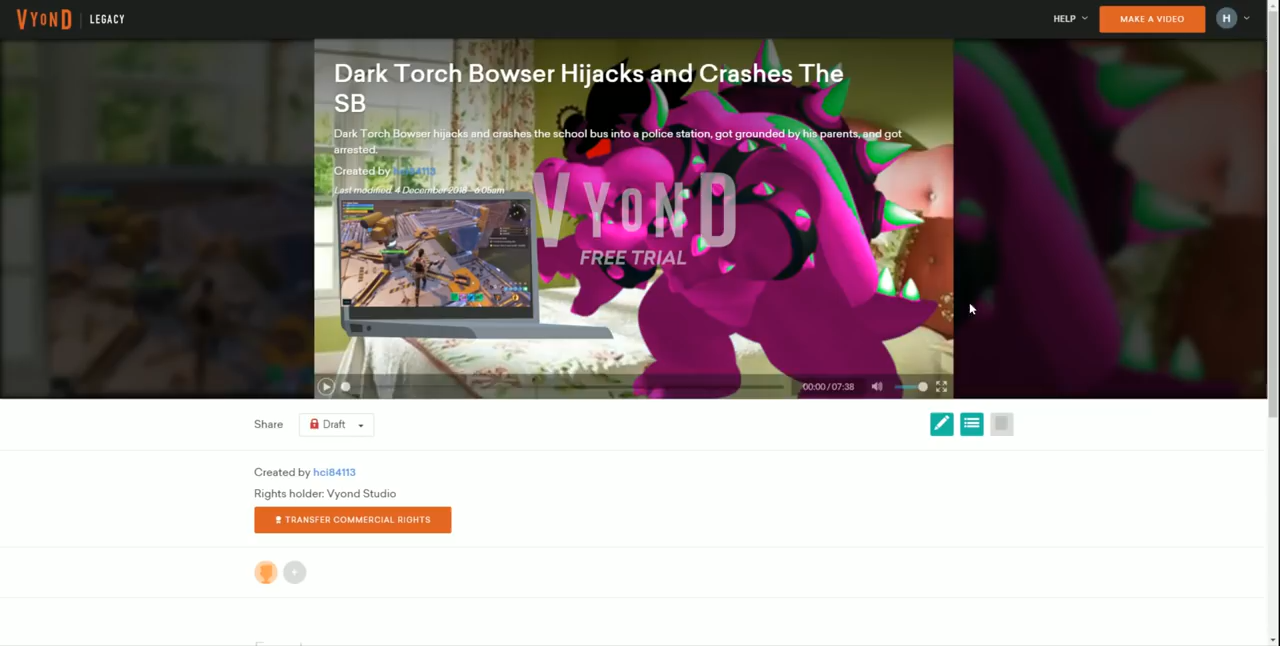 VYOND LEGACY
HELP
MAKE A VIDEO
H
Dark Torch Bowser Hijacks and Crashes The
SB
Dark Torch Bowser hijacks and crashes the school bus into a police station, got grounded by his parents, and got
arrested.
Created by hci84113
Last modified: 4 December 2018 - 6:05am
VYOND
FREE TRIAL
00:00 / 07:38
Share
Draft
Created by hci84113
Rights holder: Vyond Studio
TRANSFER COMMERCIAL RIGHTS